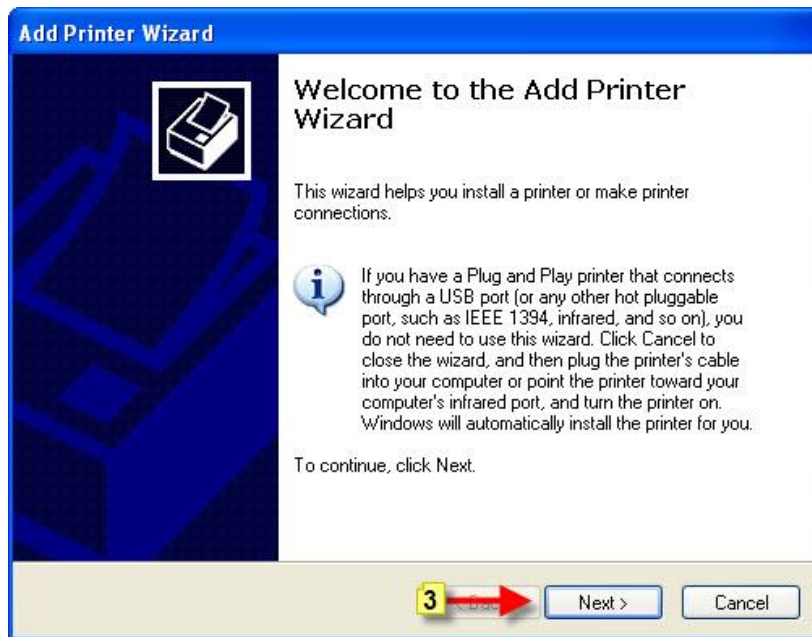 Add Printer Wizard
Welcome to the Add Printer
Wizard
This wizard helps you install a printer or make printer
connections.
If you have a Plug and Play printer that connects
through a USB port (or any other hot pluggable
port, such as IEEE 1394, infrared, and so on), you
do not need to use this wizard. Click Cancel to
close the wizard, and then plug the printer's cable
into your computer or point the printer toward your
computer's infrared port, and turn the printer on.
Windows will automatically install the printer for you.
To continue, click Next.
3 Next > Cancel